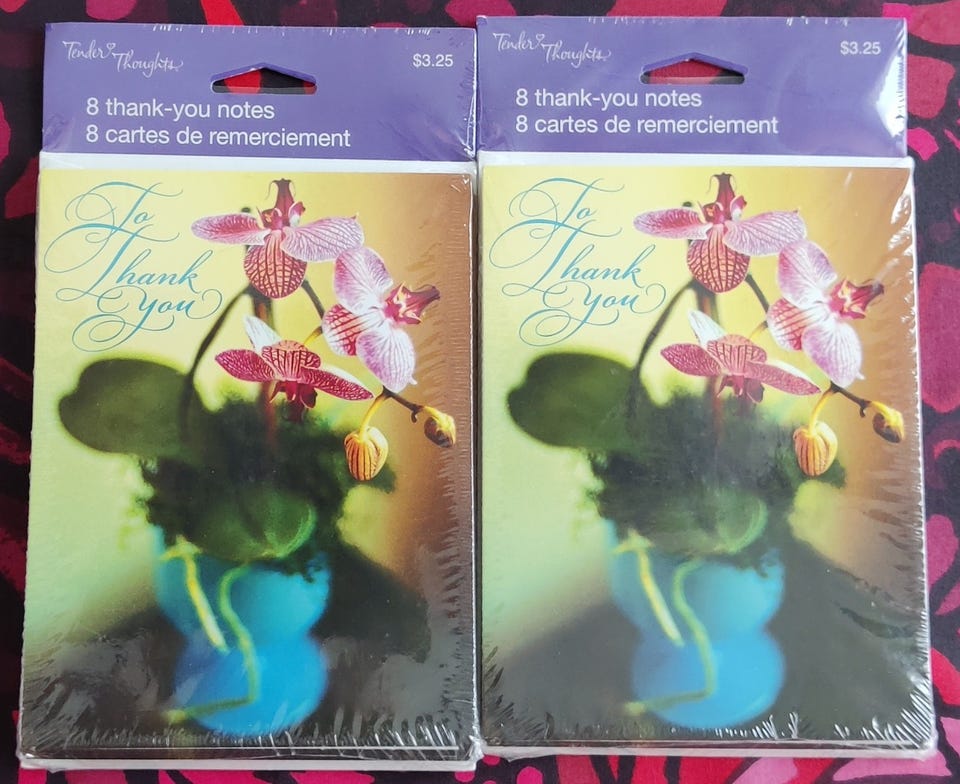 Tender Thoughts
$3.25
8 thank-you notes
8 cartes de remerciement
To
Thank
you
Tender Thoughts
$3.25
8 thank-you notes
8 cartes de remerciement
To
Thank
you